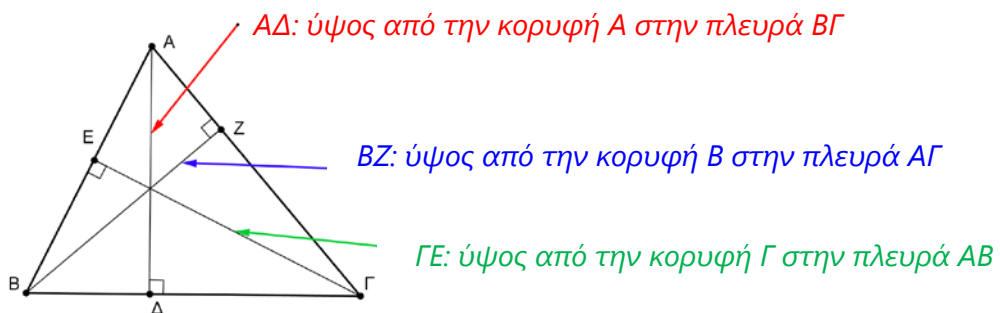 ΑΔ: ύψος από την κορυφή Α στην πλευρά ΒΓ
Α
Ε
Ζ
ΒΖ: ύψος από την κορυφή Β στην πλευρά ΑΓ
ΓΕ: ύψος από την κορυφή Γ στην πλευρά ΑΒ
Β
Δ
Γ